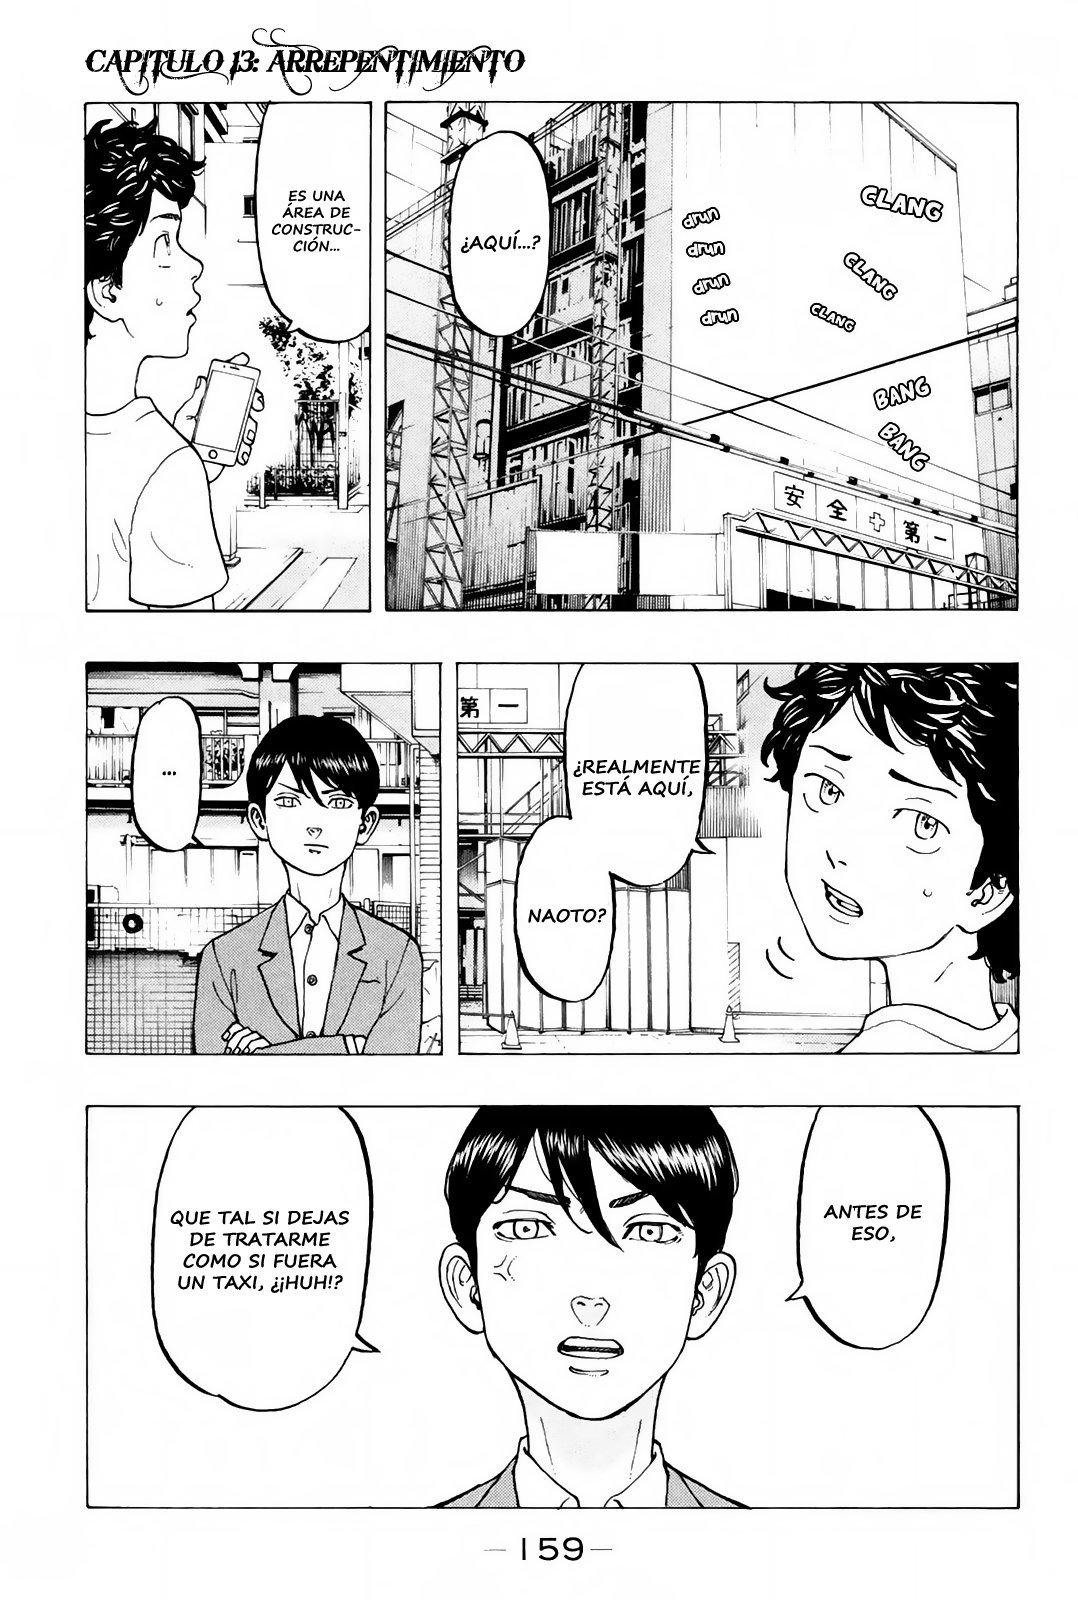 CAPITULO 13: ARREPENTIMIENTO
¿AQUÍ...?
drun
drun
drun
drun
CLANG
CLANG
CLANG
BANG
BANG
安全✚第一
ES UNA
ÁREA DE
CONSTRUC-
CIÓN...
第一
¿REALMENTE
ESTÁ AQUÍ,
NAOTO?
...
ANTES DE
ESO,
QUE TAL SI DEJAS
DE TRATARME
COMO SI FUERA
UN TAXI, ¿¡HUH!?
—159—